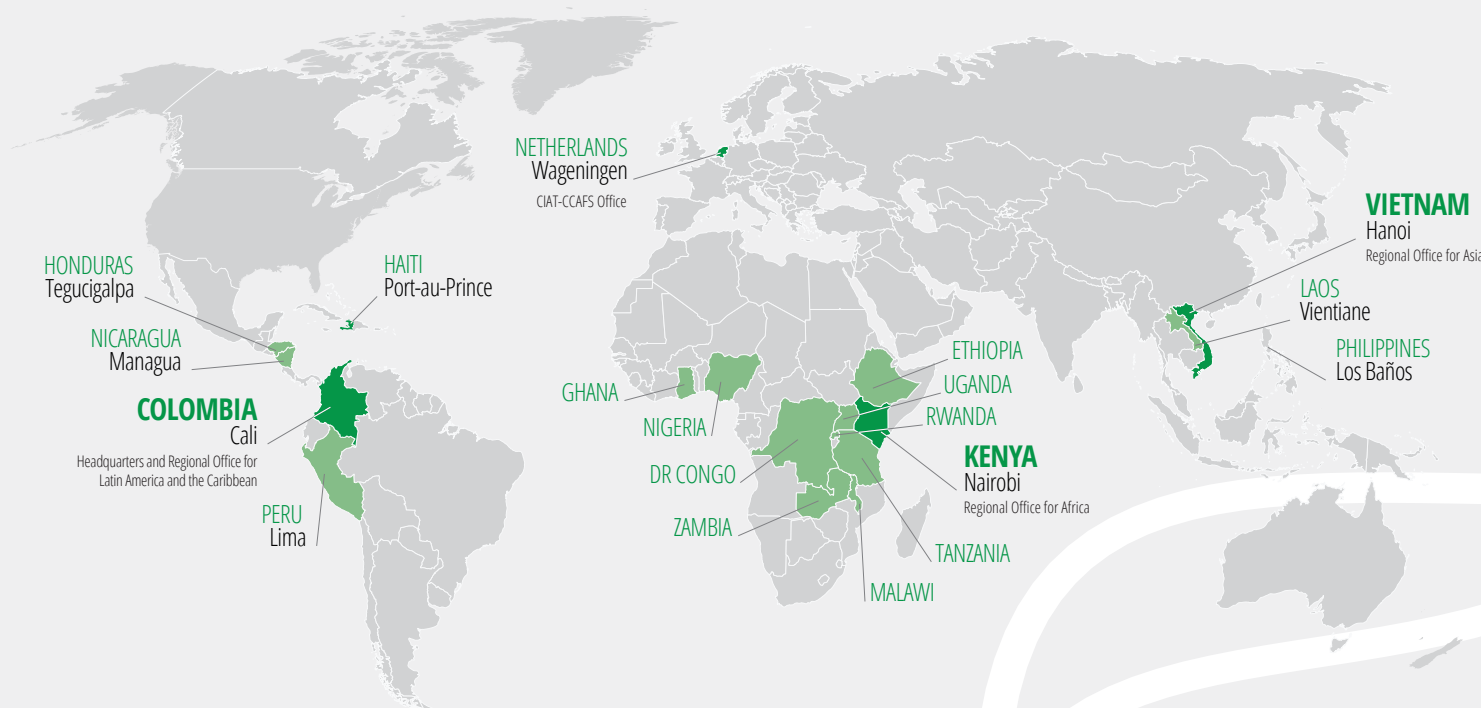 NETHERLANDS
Wageningen
CIAT-CCAFS Office
VIETNAM
Hanoi
Regional Office for Asia
HONDURAS
Tegucigalpa
HAITI
Port-au-Prince
LAOS
Vientiane
NICARAGUA
Managua
PHILIPPINES
Los Baños
COLOMBIA
Cali
Headquarters and Regional Office for
Latin America and the Caribbean
PERU
Lima
GHANA
NIGERIA
DR CONGO
ZAMBIA
ETHIOPIA
UGANDA
RWANDA
KENYA
Nairobi
Regional Office for Africa
TANZANIA
MALAWI